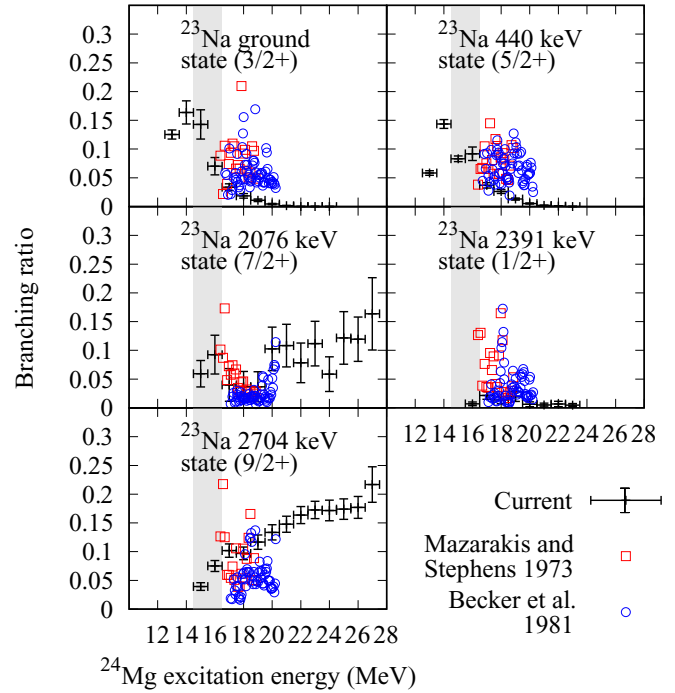 ²³Na ground
state (3/2+)
²³Na 440 keV
state (5/2+)
0.3
0.25
0.2
0.15
0.1
0.05
0
²³Na 2076 keV
state (7/2+)
²³Na 2391 keV
state (1/2+)
0.3
0.25
0.2
0.15
0.1
0.05
0
Branching ratio
12 14 16 18 20 22 24 26 28
²³Na 2704 keV
state (9/2+)
0.3
0.25
0.2
0.15
0.1
0.05
0
12 14 16 18 20 22 24 26 28
²⁴Mg excitation energy (MeV)
Current
Mazarakis and
Stephens 1973
Becker et al.
1981